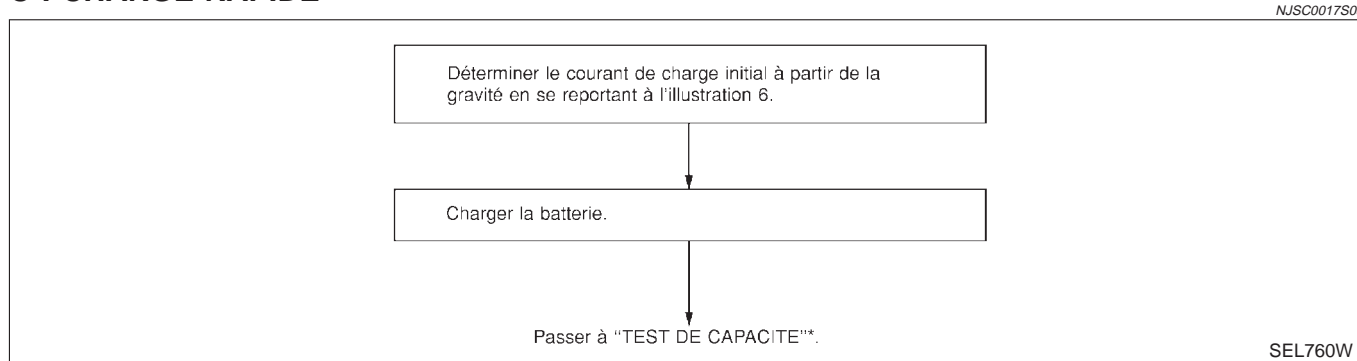 NJSC0017S0
Déterminer le courant de charge initial à partir de la
gravité en se reportant à l'illustration 6.
Charger la batterie.
Passer à "TEST DE CAPACITE"*.
SEL760W